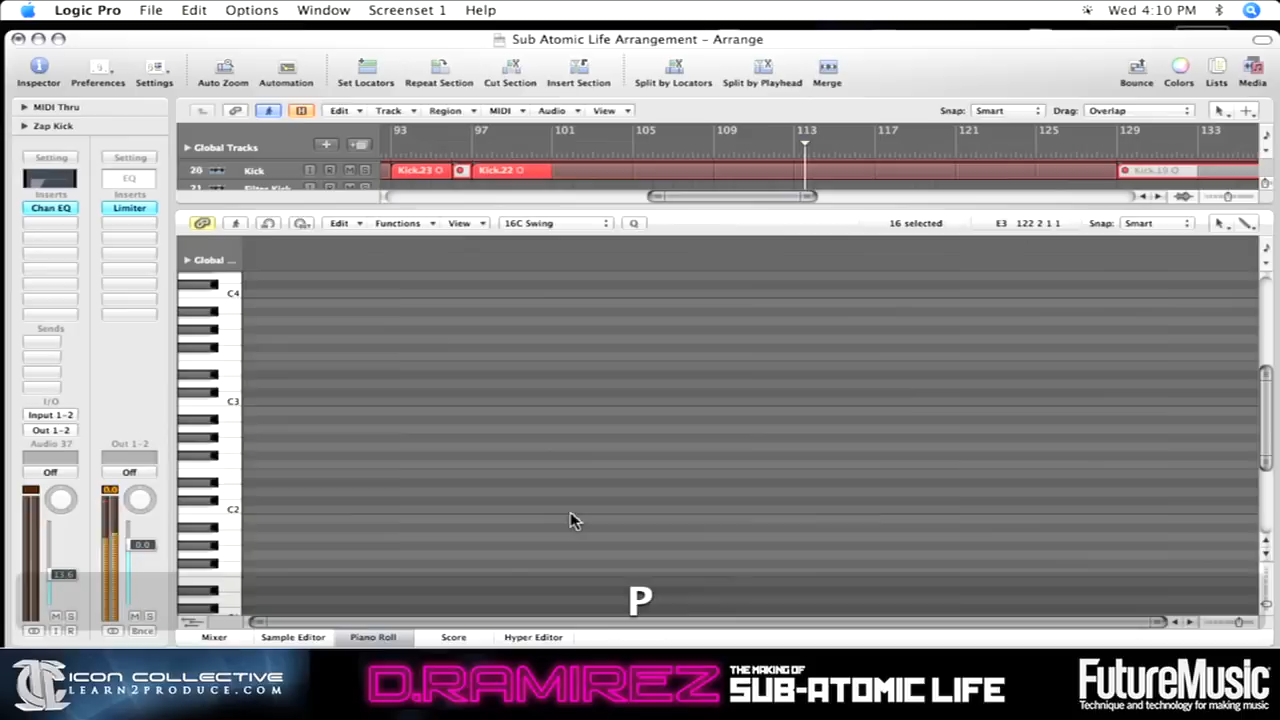 Logic Pro File Edit Options Window Screenset 1 Help Wed 4:10 PM
Sub Atomic Life Arrangement – Arrange
Inspector Preferences Settings Auto Zoom Automation Set Locators Repeat Section Cut Section Insert Section Split by Locators Split by Playhead Merge Bounce Colors Lists Media
MIDI Thru Edit Track Region MIDI Audio View Snap: Smart Drag: Overlap
Zap Kick
93 97 101 105 109 113 117 121 125 129 133
Global Tracks
Setting Setting
20 Kick I R M S Kick.23 Kick.22 Kick.19
EQ
Inserts Inserts
Chan EQ Limiter
Edit Functions View 16C Swing Q 16 selected E3 122 2 1 1 Snap: Smart
Global ...
C4
Sends
C3
I/O
Input 1-2
Out 1-2
Audio 37 Out 1-2
Off Off
0.0
C2
0.0
13.6
P
M S M S
I R Bnce
Mixer Sample Editor Piano Roll Score Hyper Editor
ICON COLLECTIVE
LEARN2PRODUCE.COM
D.RAMIREZ
THE MAKING OF
SUB-ATOMIC LIFE
FutureMusic
Technique and technology for making music